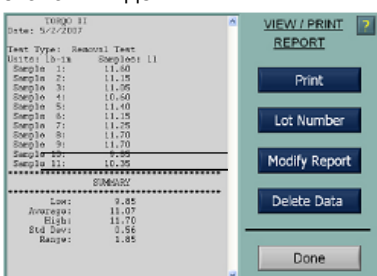 TORQO II
Date: 5/2/2007
Test Type: Removal Test
Units: lb-in Samples: 11
Sample 1: 11.60
Sample 2: 11.15
Sample 3: 11.05
Sample 4: 10.60
Sample 5: 11.40
Sample 6: 11.15
Sample 7: 11.25
Sample 8: 11.70
Sample 9: 11.70
Sample 10: 9.85
Sample 11: 10.35
SUMMARY
Low: 9.85
Average: 11.07
High: 11.70
Std Dev: 0.56
Range: 1.85
VIEW / PRINT
REPORT
?
Print
Lot Number
Modify Report
Delete Data
Done